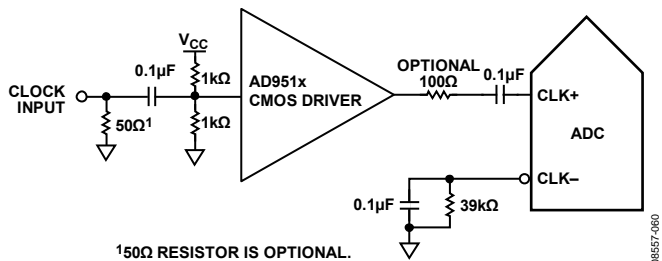 V_CC
0.1µF
1kΩ
CLOCK
INPUT
50Ω¹
1kΩ
AD951x
CMOS DRIVER
OPTIONAL
100Ω
0.1µF
CLK+
ADC
CLK–
0.1µF
39kΩ
¹50Ω RESISTOR IS OPTIONAL.
08557-060